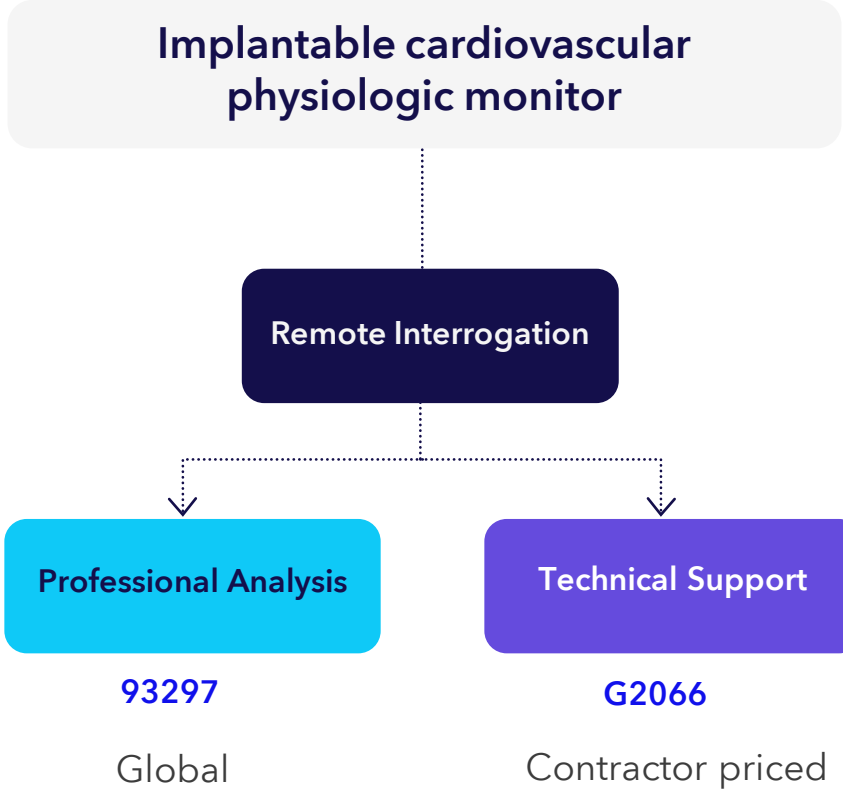 Implantable cardiovascular
physiologic monitor
Remote Interrogation
Professional Analysis
Technical Support
93297
G2066
Global
Contractor priced